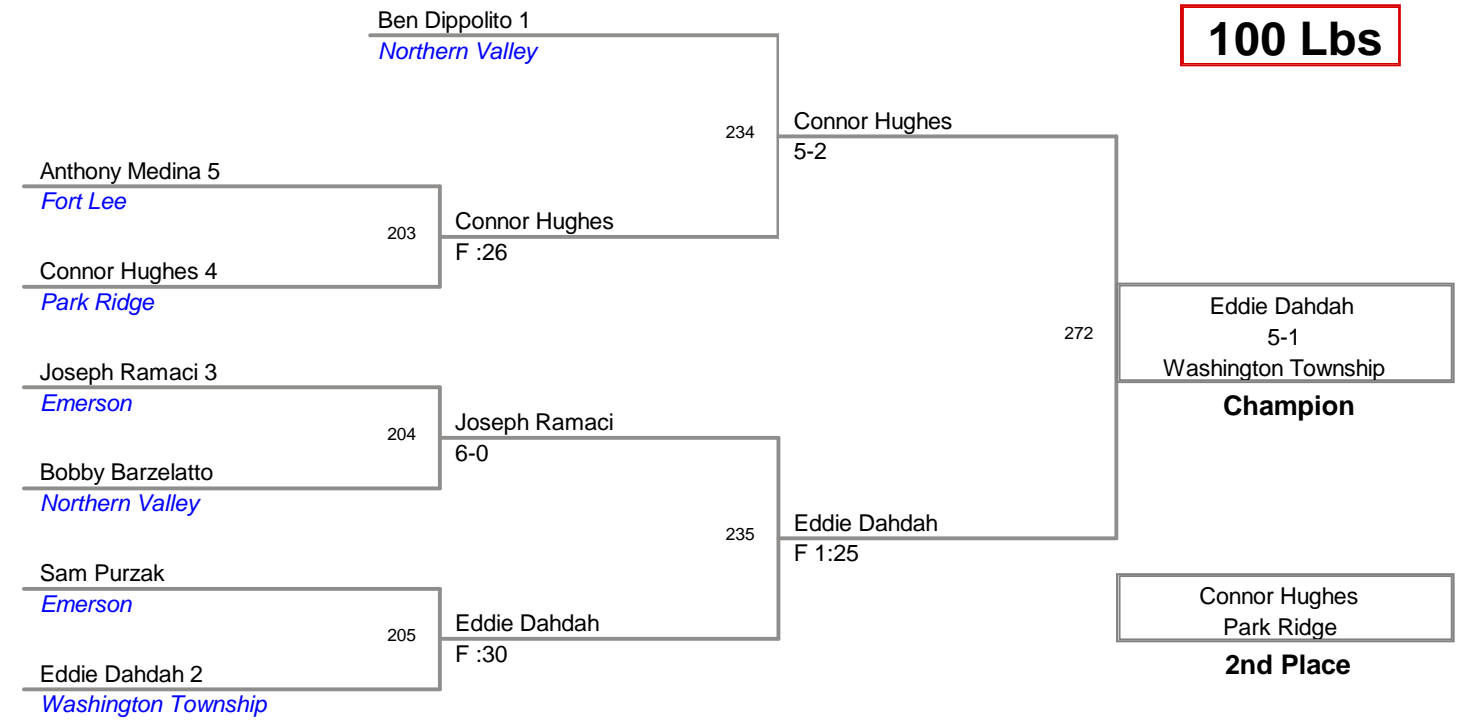 Ben Dippolito 1
Northern Valley
100 Lbs
234
Connor Hughes
5-2
Anthony Medina 5
Fort Lee
203
Connor Hughes
F :26
Connor Hughes 4
Park Ridge
272
Eddie Dahdah
5-1
Washington Township
Champion
Joseph Ramaci 3
Emerson
204
Joseph Ramaci
6-0
Bobby Barzelatto
Northern Valley
235
Eddie Dahdah
F 1:25
Sam Purzak
Emerson
205
Eddie Dahdah
F :30
Eddie Dahdah 2
Washington Township
Connor Hughes
Park Ridge
2nd Place